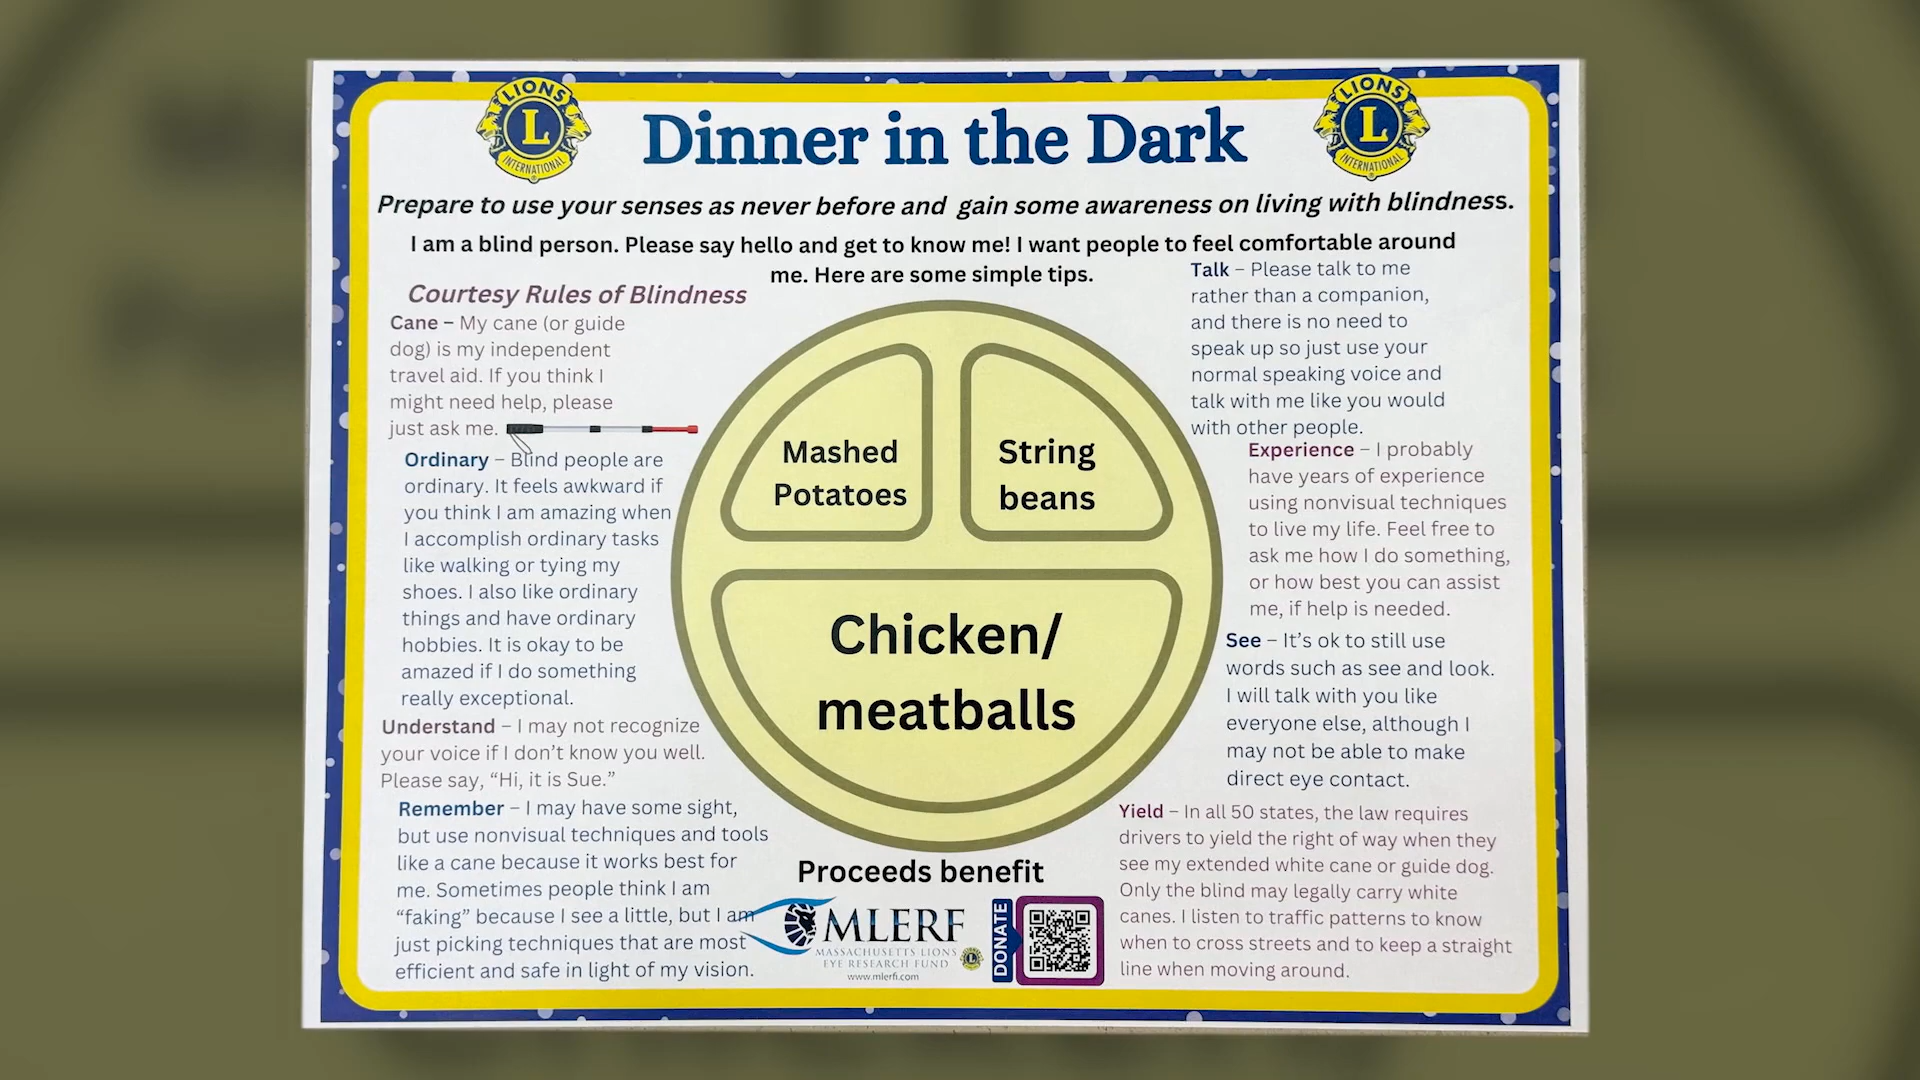 LIONS
L
INTERNATIONAL
Dinner in the Dark
LIONS
L
INTERNATIONAL
Prepare to use your senses as never before and gain some awareness on living with blindness.
I am a blind person. Please say hello and get to know me! I want people to feel comfortable around
me. Here are some simple tips.
Courtesy Rules of Blindness
Cane – My cane (or guide
dog) is my independent
travel aid. If you think I
might need help, please
just ask me.
Ordinary – Blind people are
ordinary. It feels awkward if
you think I am amazing when
I accomplish ordinary tasks
like walking or tying my
shoes. I also like ordinary
things and have ordinary
hobbies. It is okay to be
amazed if I do something
really exceptional.
Understand – I may not recognize
your voice if I don't know you well.
Please say, “Hi, it is Sue.”
Remember – I may have some sight,
but use nonvisual techniques and tools
like a cane because it works best for
me. Sometimes people think I am
“faking” because I see a little, but I am
just picking techniques that are most
efficient and safe in light of my vision.
Mashed
Potatoes
String
beans
Chicken/
meatballs
Talk – Please talk to me
rather than a companion,
and there is no need to
speak up so just use your
normal speaking voice and
talk with me like you would
with other people.
Experience – I probably
have years of experience
using nonvisual techniques
to live my life. Feel free to
ask me how I do something,
or how best you can assist
me, if help is needed.
See – It's ok to still use
words such as see and look.
I will talk with you like
everyone else, although I
may not be able to make
direct eye contact.
Yield – In all 50 states, the law requires
drivers to yield the right of way when they
see my extended white cane or guide dog.
Only the blind may legally carry white
canes. I listen to traffic patterns to know
when to cross streets and to keep a straight
line when moving around.
Proceeds benefit
MLERF
MASSACHUSETTS LIONS
EYE RESEARCH FUND
www.mlerfi.com
DONATE